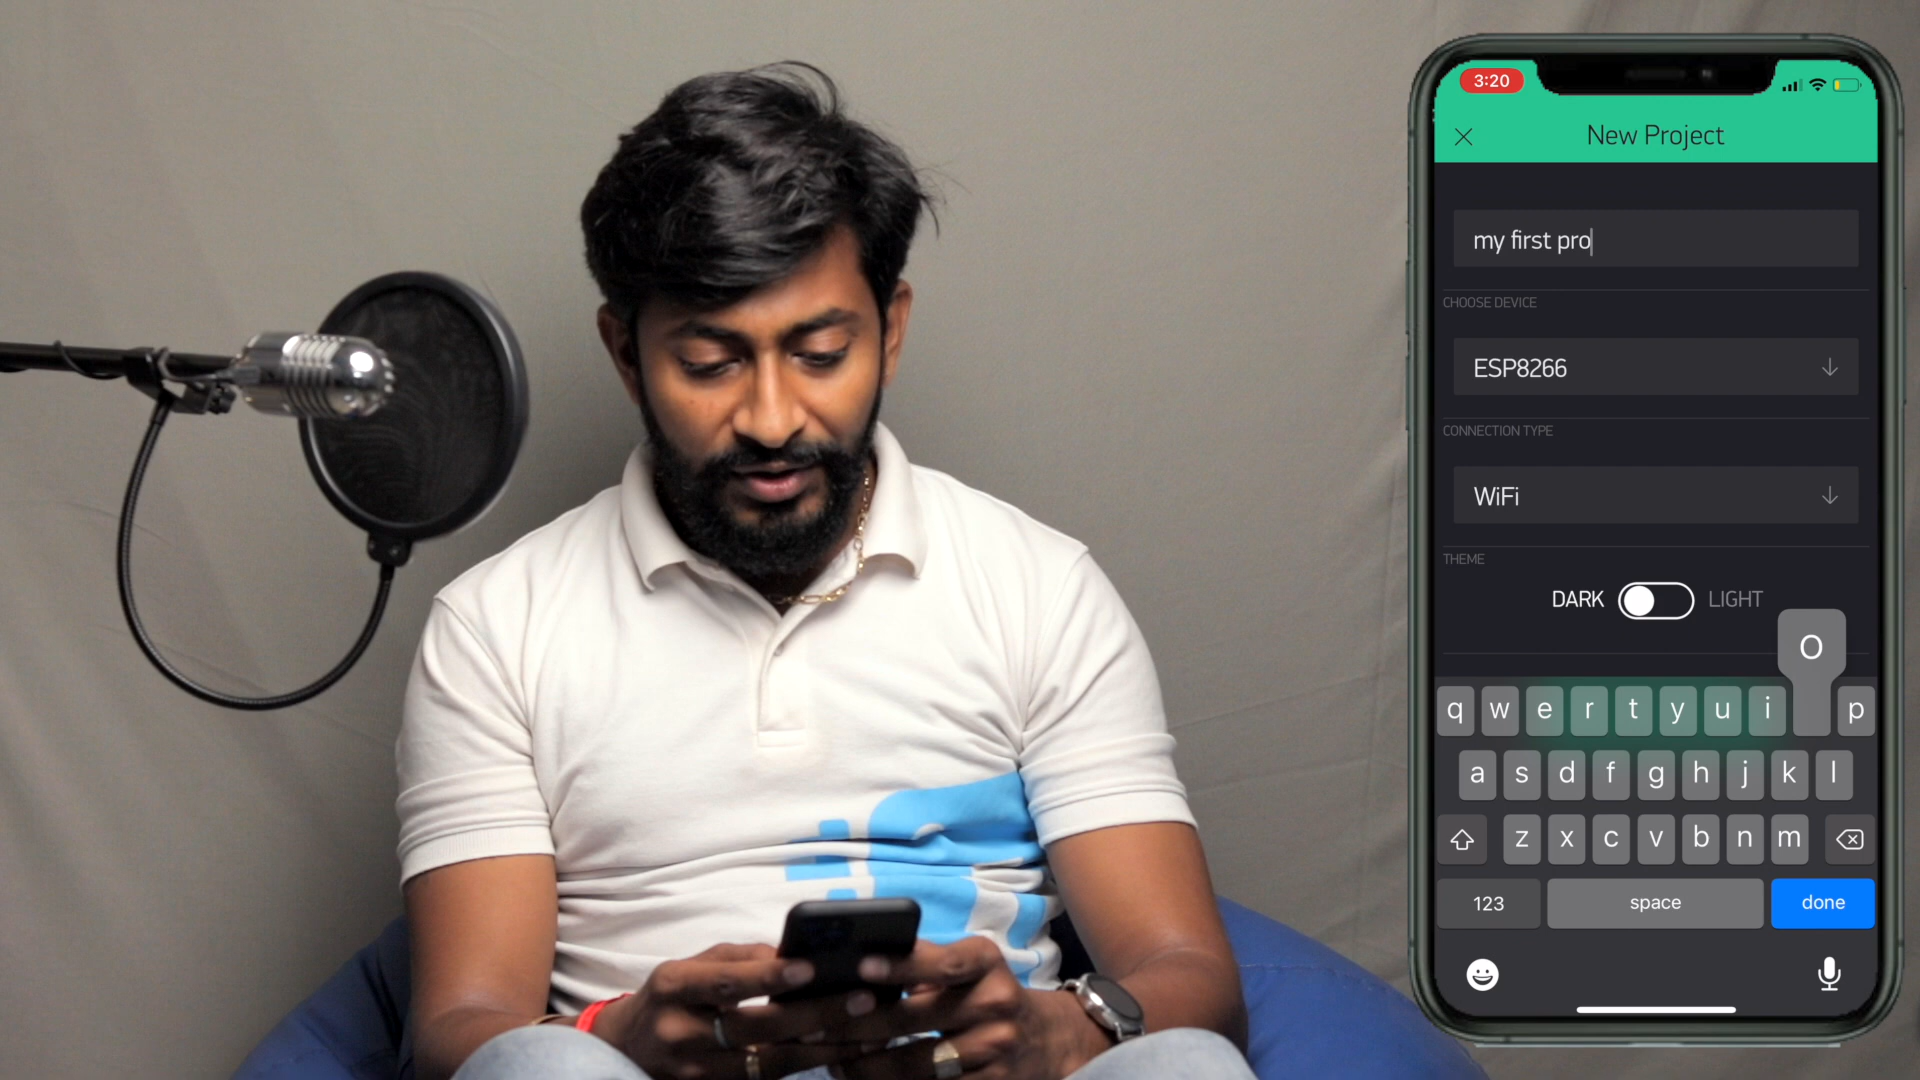 3:20
New Project
my first pro
CHOOSE DEVICE
ESP8266
CONNECTION TYPE
WiFi
THEME
DARK LIGHT
O
q w e r t y u i p
a s d f g h j k l
z x c v b n m
123 space done